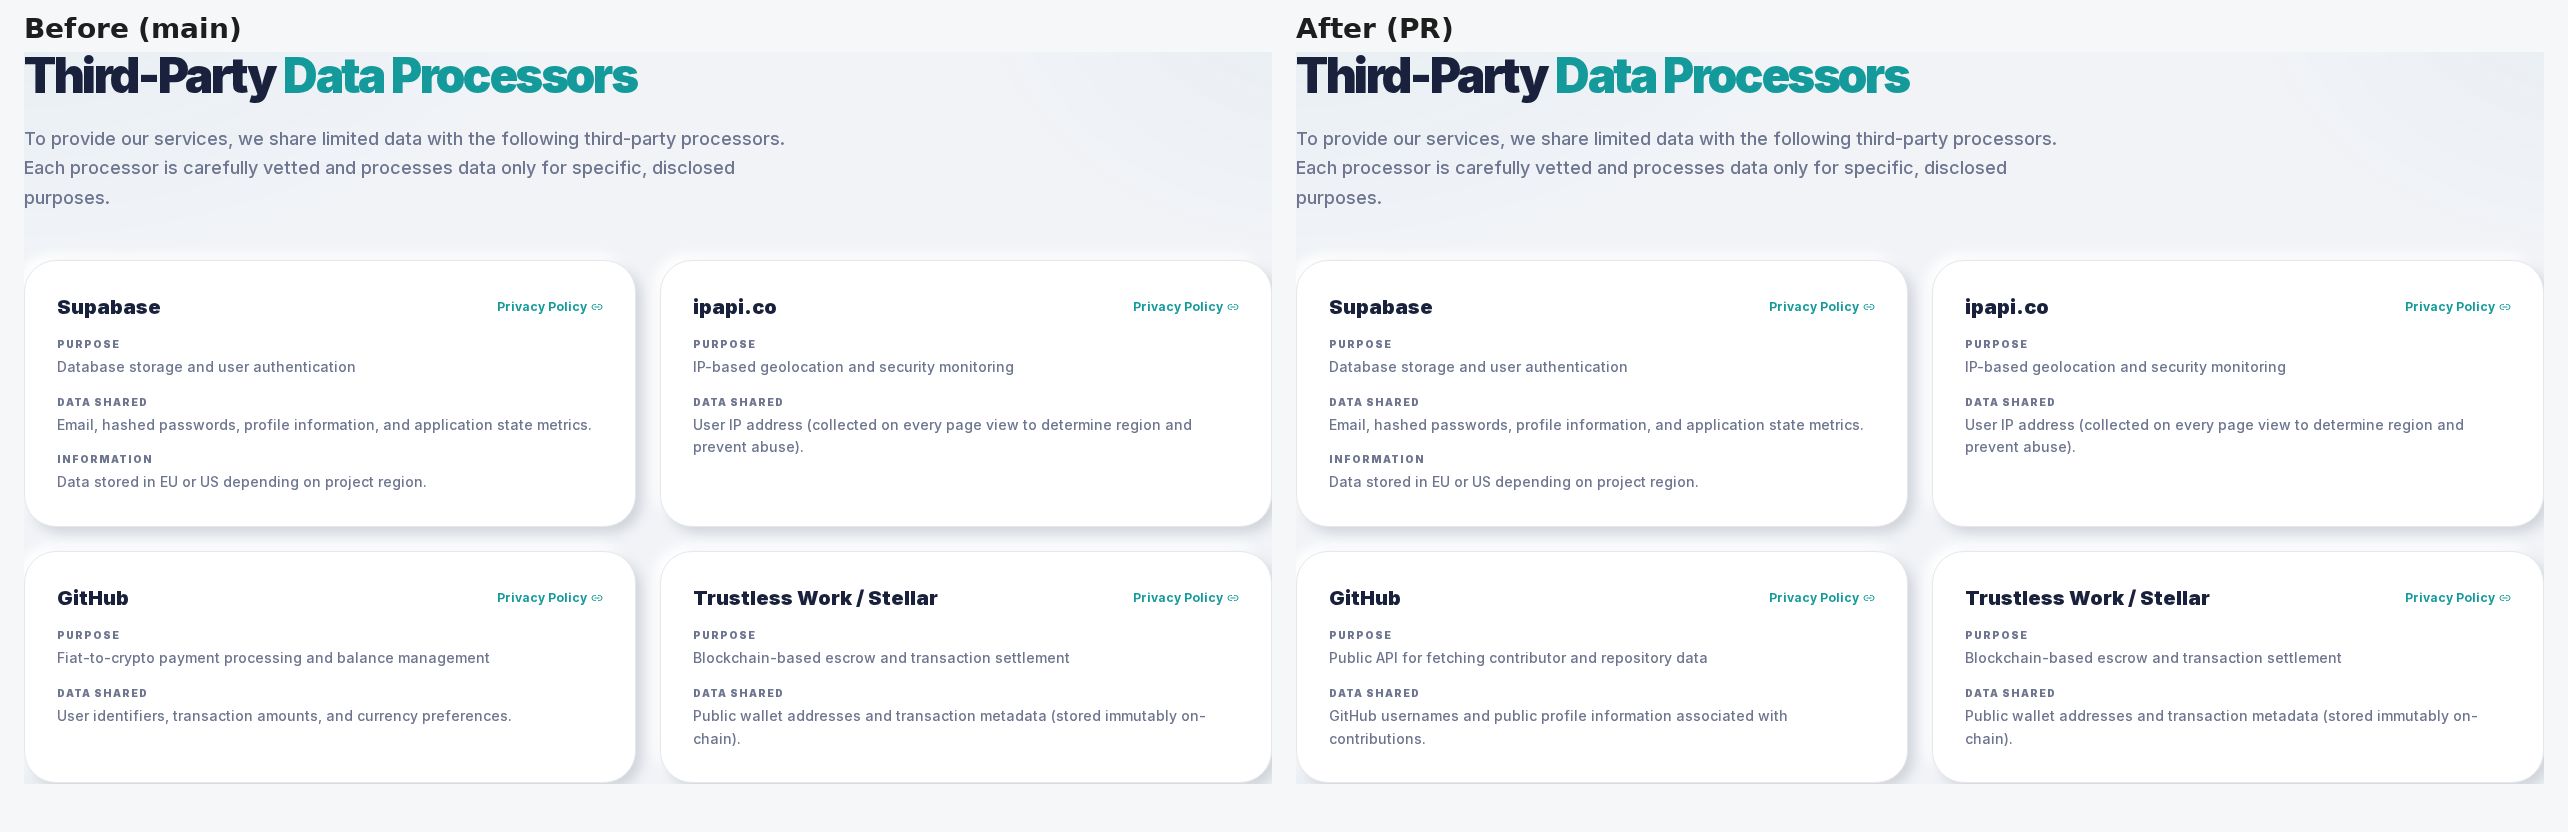 Before (main)
Third-Party Data Processors
To provide our services, we share limited data with the following third-party processors.
Each processor is carefully vetted and processes data only for specific, disclosed
purposes.
Supabase
Privacy Policy
PURPOSE
Database storage and user authentication
DATA SHARED
Email, hashed passwords, profile information, and application state metrics.
INFORMATION
Data stored in EU or US depending on project region.
ipapi.co
Privacy Policy
PURPOSE
IP-based geolocation and security monitoring
DATA SHARED
User IP address (collected on every page view to determine region and
prevent abuse).
GitHub
Privacy Policy
PURPOSE
Fiat-to-crypto payment processing and balance management
DATA SHARED
User identifiers, transaction amounts, and currency preferences.
Trustless Work / Stellar
Privacy Policy
PURPOSE
Blockchain-based escrow and transaction settlement
DATA SHARED
Public wallet addresses and transaction metadata (stored immutably on-
chain).
After (PR)
Third-Party Data Processors
To provide our services, we share limited data with the following third-party processors.
Each processor is carefully vetted and processes data only for specific, disclosed
purposes.
Supabase
Privacy Policy
PURPOSE
Database storage and user authentication
DATA SHARED
Email, hashed passwords, profile information, and application state metrics.
INFORMATION
Data stored in EU or US depending on project region.
ipapi.co
Privacy Policy
PURPOSE
IP-based geolocation and security monitoring
DATA SHARED
User IP address (collected on every page view to determine region and
prevent abuse).
GitHub
Privacy Policy
PURPOSE
Public API for fetching contributor and repository data
DATA SHARED
GitHub usernames and public profile information associated with
contributions.
Trustless Work / Stellar
Privacy Policy
PURPOSE
Blockchain-based escrow and transaction settlement
DATA SHARED
Public wallet addresses and transaction metadata (stored immutably on-
chain).